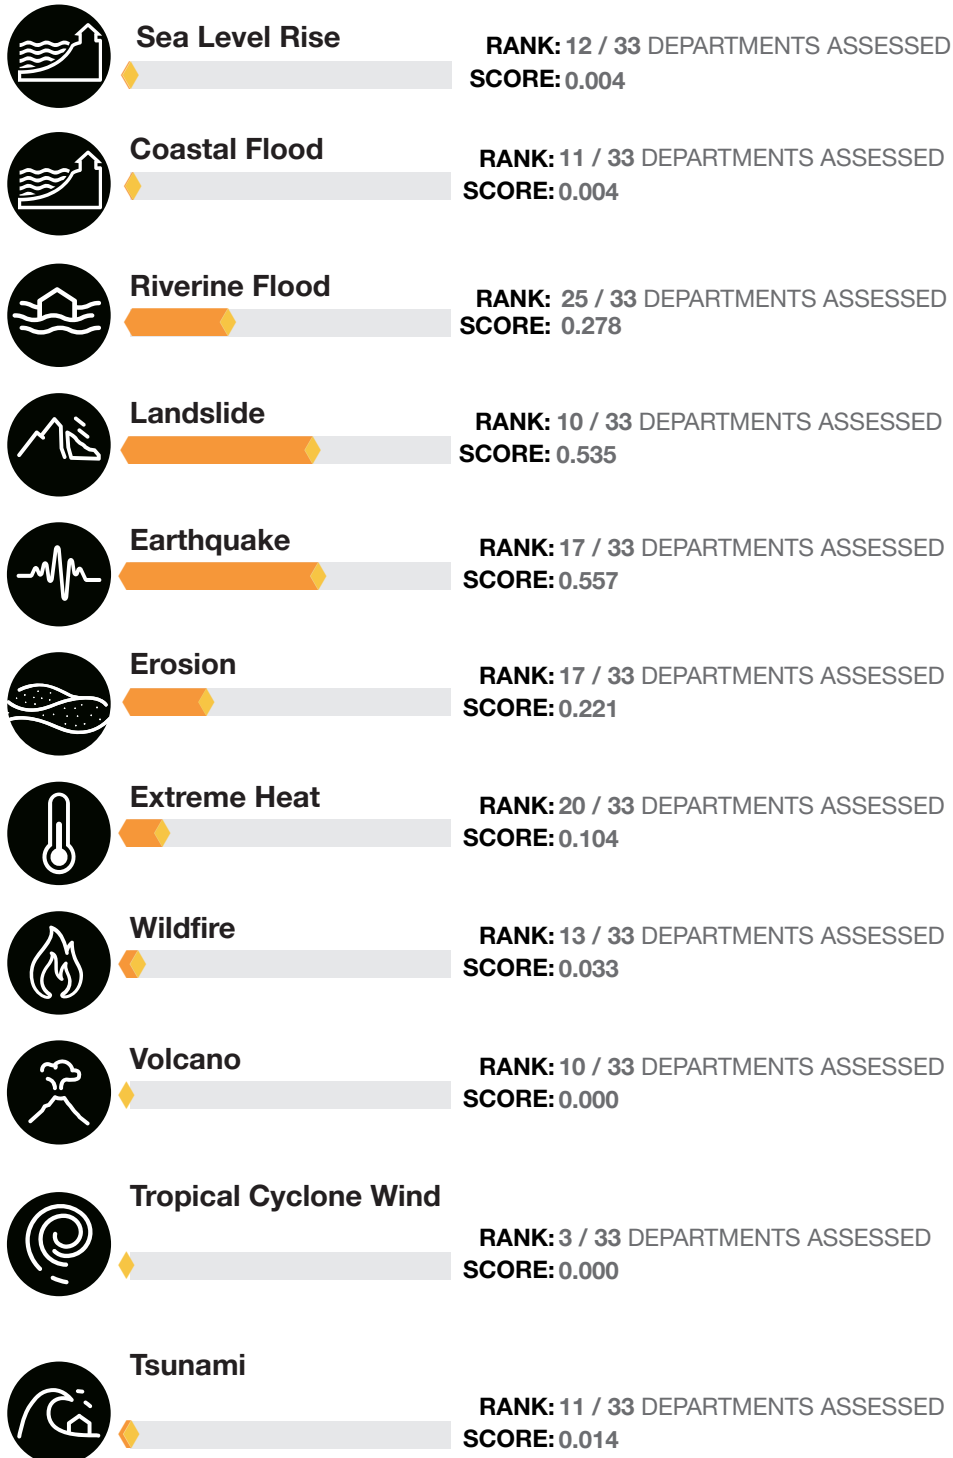 Sea Level Rise
RANK: 12 / 33 DEPARTMENTS ASSESSED
SCORE: 0.004
Coastal Flood
RANK: 11 / 33 DEPARTMENTS ASSESSED
SCORE: 0.004
Riverine Flood
RANK: 25 / 33 DEPARTMENTS ASSESSED
SCORE: 0.278
Landslide
RANK: 10 / 33 DEPARTMENTS ASSESSED
SCORE: 0.535
Earthquake
RANK: 17 / 33 DEPARTMENTS ASSESSED
SCORE: 0.557
Erosion
RANK: 17 / 33 DEPARTMENTS ASSESSED
SCORE: 0.221
Extreme Heat
RANK: 20 / 33 DEPARTMENTS ASSESSED
SCORE: 0.104
Wildfire
RANK: 13 / 33 DEPARTMENTS ASSESSED
SCORE: 0.033
Volcano
RANK: 10 / 33 DEPARTMENTS ASSESSED
SCORE: 0.000
Tropical Cyclone Wind
RANK: 3 / 33 DEPARTMENTS ASSESSED
SCORE: 0.000
Tsunami
RANK: 11 / 33 DEPARTMENTS ASSESSED
SCORE: 0.014